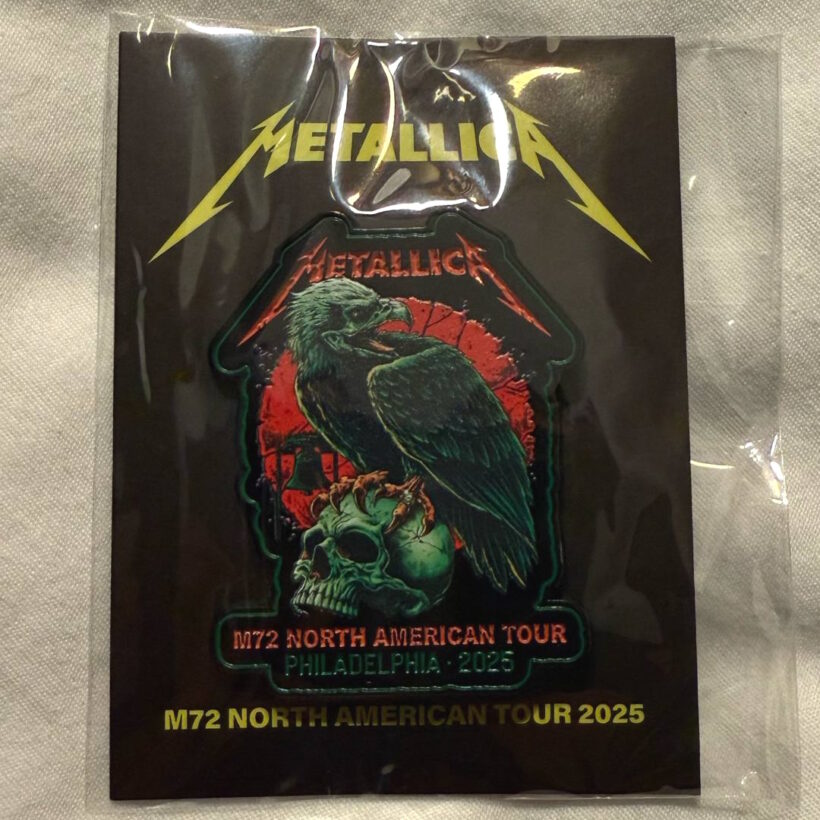 METALLICA
METALLICA
M72 NORTH AMERICAN TOUR
PHILADELPHIA · 2025
M72 NORTH AMERICAN TOUR 2025